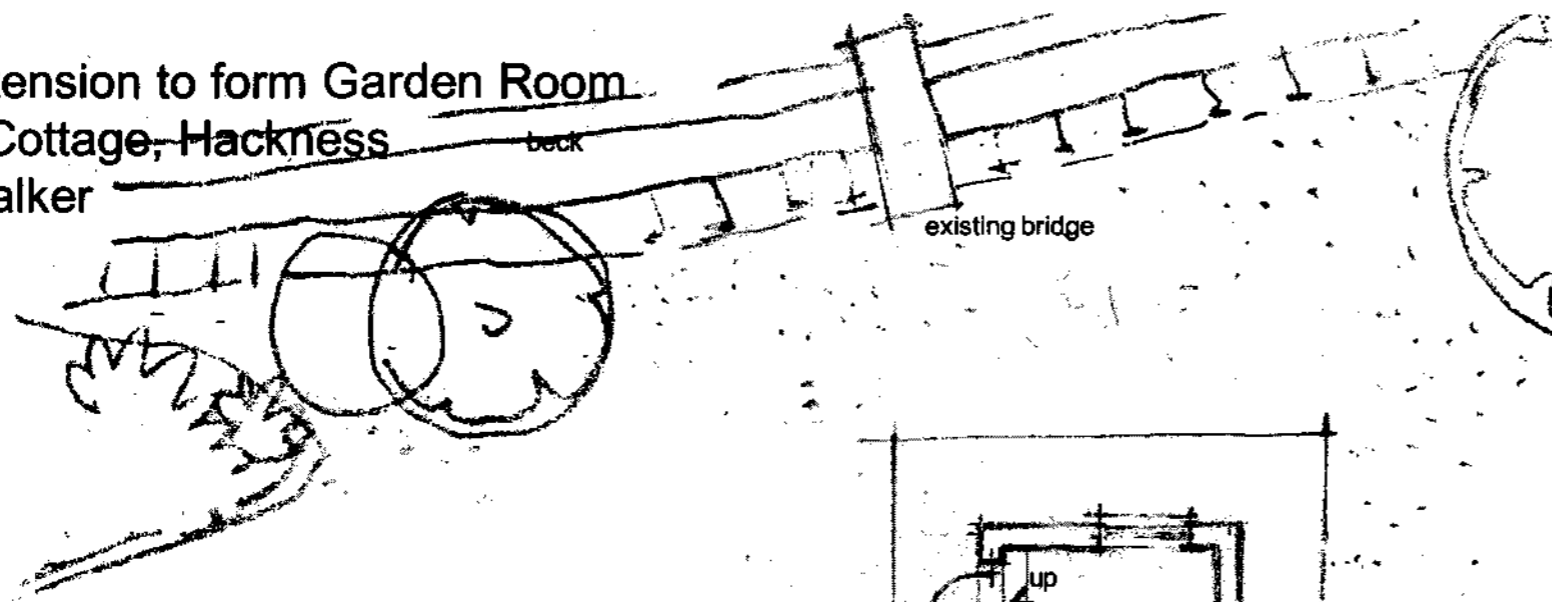 ension to form Garden Room
Cottage, Hackness
alker
beck
existing bridge
up